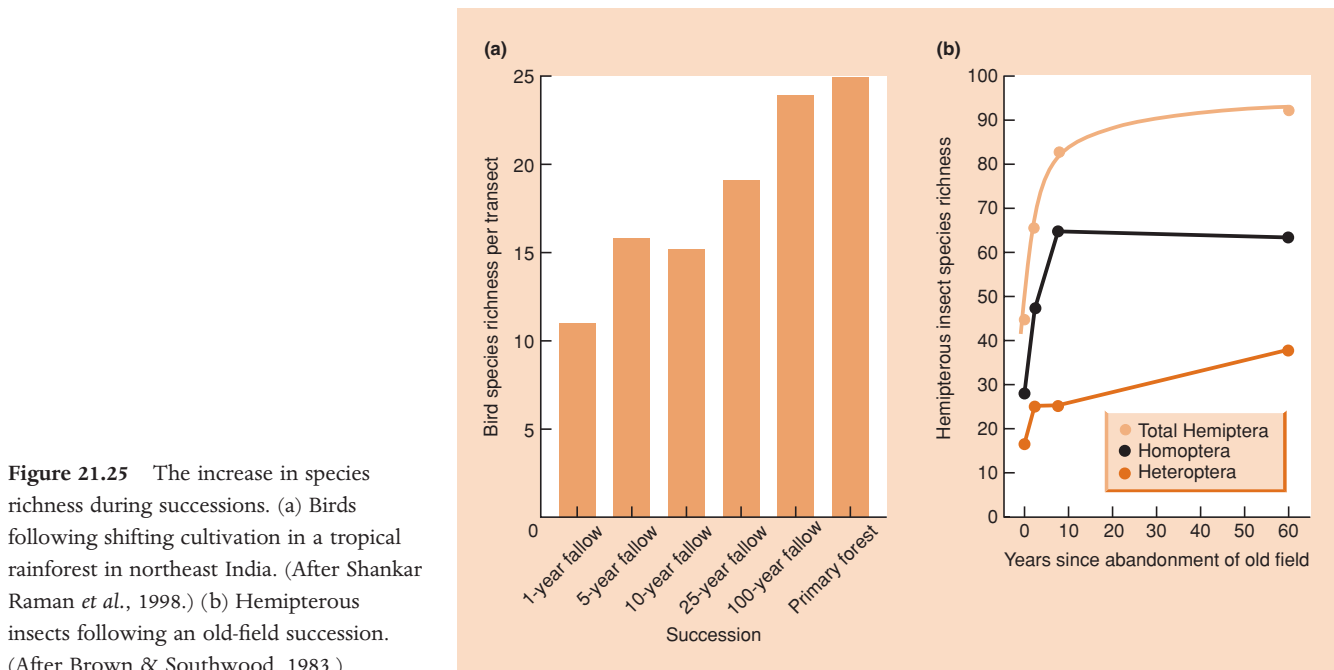 Figure 21.25 The increase in species
richness during successions. (a) Birds
following shifting cultivation in a tropical
rainforest in northeast India. (After Shankar
Raman et al., 1998.) (b) Hemipterous
insects following an old-field succession.
(After Brown & Southwood, 1983.)
(a)
Bird species richness per transect
25
20
15
10
5
0
1-year fallow
5-year fallow
10-year fallow
25-year fallow
100-year fallow
Primary forest
Succession
(b)
Hemipterous insect species richness
100
90
80
70
60
50
40
30
20
10
0
Total Hemiptera
Homoptera
Heteroptera
0 10 20 30 40 50 60
Years since abandonment of old field